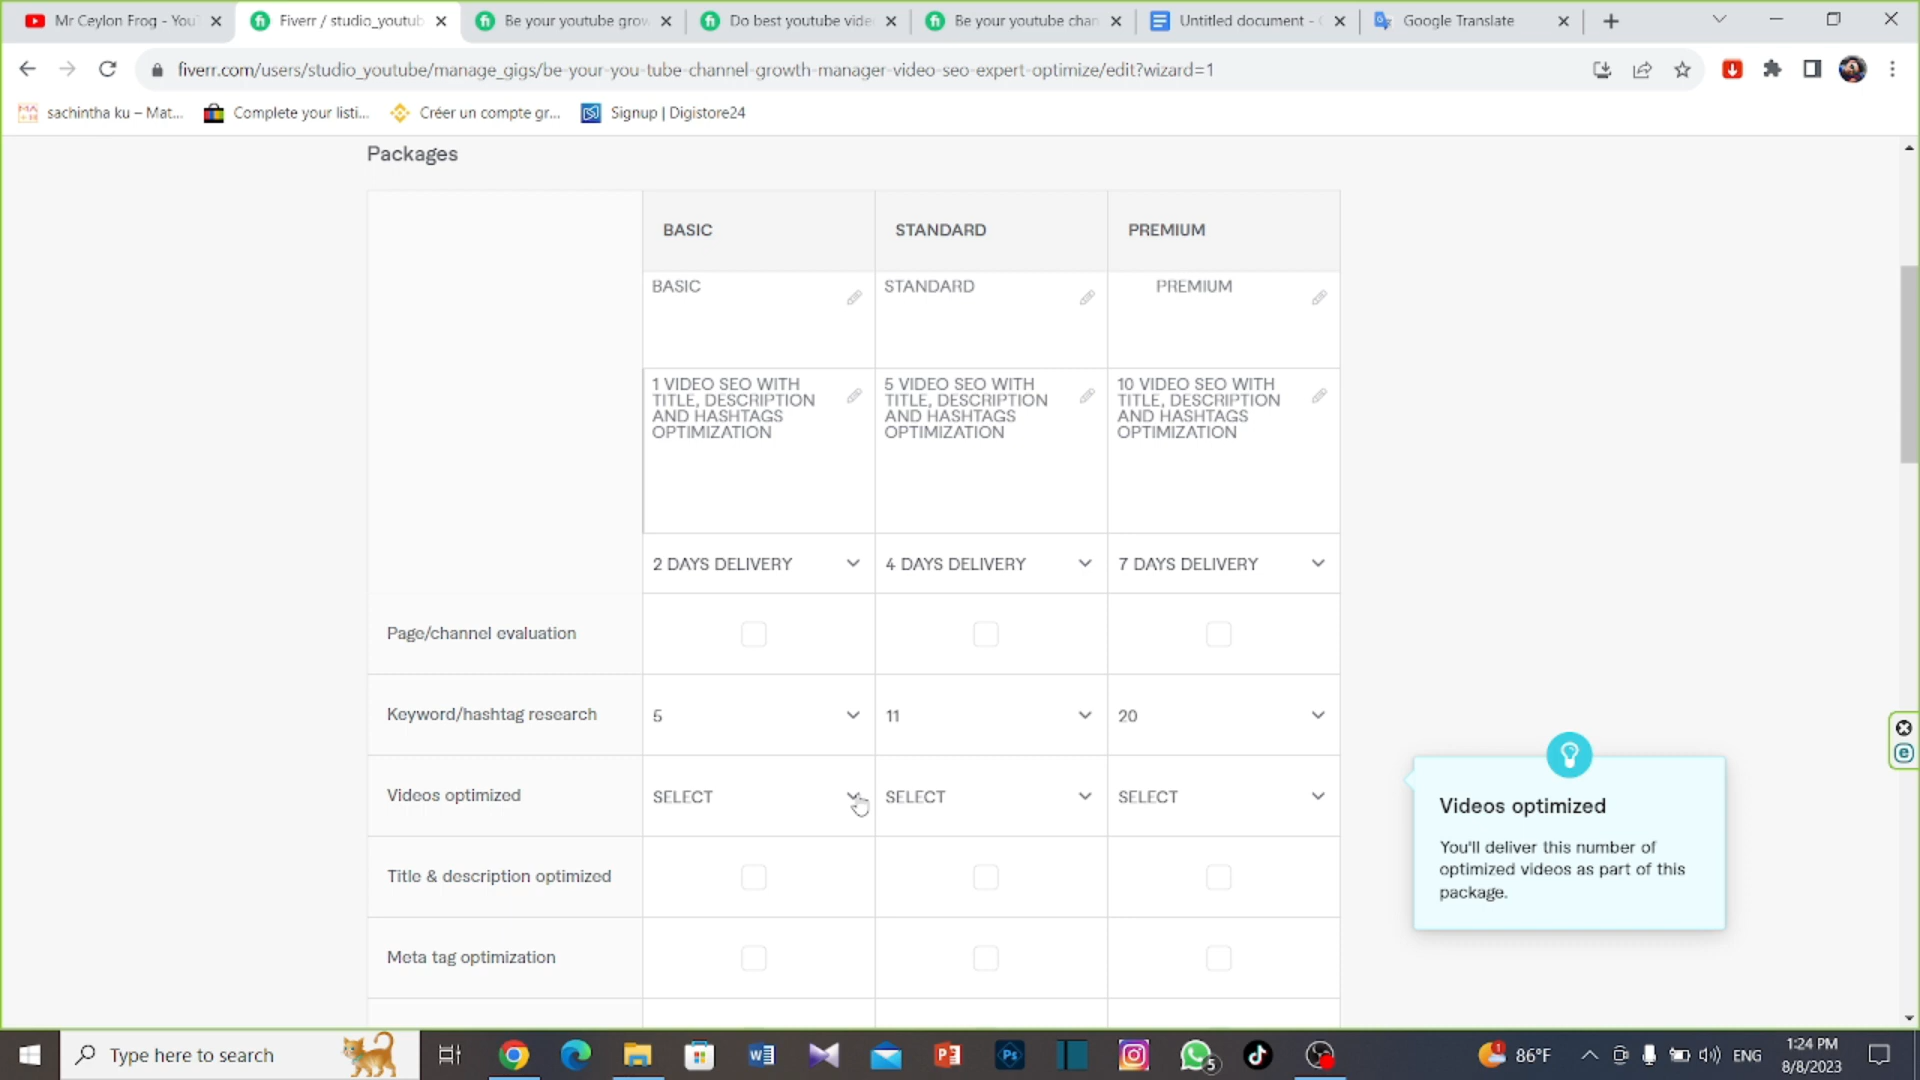 Mr Ceylon Frog - You
Fiverr / studio_youtub
Be your youtube grow
Do best youtube vide
Be your youtube chan
Untitled document -
Google Translate
fiverr.com/users/studio_youtube/manage_gigs/be-your-you-tube-channel-growth-manager-video-seo-expert-optimize/edit?wizard=1
sachintha ku – Mat...
Complete your listi...
Créer un compte gr...
Signup | Digistore24
Packages
BASIC
STANDARD
PREMIUM
BASIC
STANDARD
PREMIUM
1 VIDEO SEO WITH
TITLE, DESCRIPTION
AND HASHTAGS
OPTIMIZATION
5 VIDEO SEO WITH
TITLE, DESCRIPTION
AND HASHTAGS
OPTIMIZATION
10 VIDEO SEO WITH
TITLE, DESCRIPTION
AND HASHTAGS
OPTIMIZATION
2 DAYS DELIVERY
4 DAYS DELIVERY
7 DAYS DELIVERY
Page/channel evaluation
Keyword/hashtag research
5
11
20
Videos optimized
SELECT
SELECT
SELECT
Videos optimized
You'll deliver this number of
optimized videos as part of this
package.
Title & description optimized
Meta tag optimization
Type here to search
5
1
86°F
ENG
1:24 PM
8/8/2023